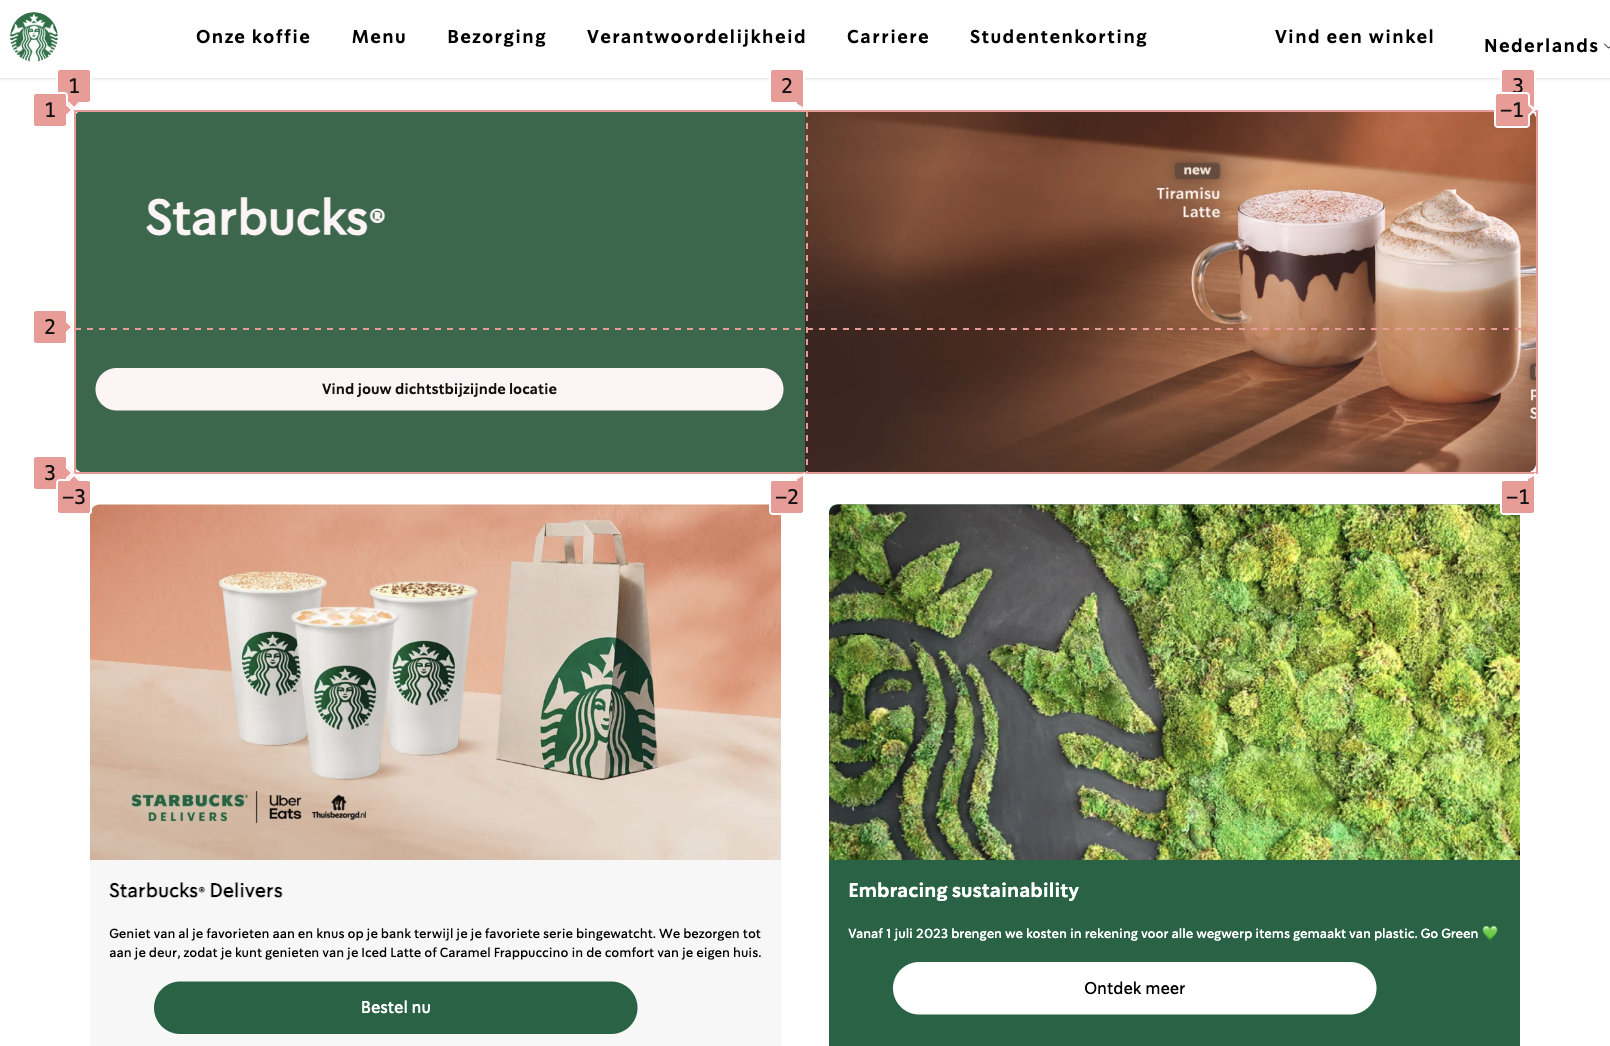 Onze koffie
Menu
Bezorging
Verantwoordelijkheid
Carriere
Studentenkorting
Vind een winkel
Nederlands
1
2
3
1
−1
new
Tiramisu
Latte
Starbucks®
2
Vind jouw dichtstbijzijnde locatie
P
S
3
−3
−2
−1
STARBUCKS®
DELIVERS
Uber
Eats
Thuisbezorgd.nl
Starbucks® Delivers
Geniet van al je favorieten aan en knus op je bank terwijl je je favoriete serie bingewatcht. We bezorgen tot
aan je deur, zodat je kunt genieten van je Iced Latte of Caramel Frappuccino in de comfort van je eigen huis.
Bestel nu
Embracing sustainability
Vanaf 1 juli 2023 brengen we kosten in rekening voor alle wegwerp items gemaakt van plastic. Go Green 💚
Ontdek meer